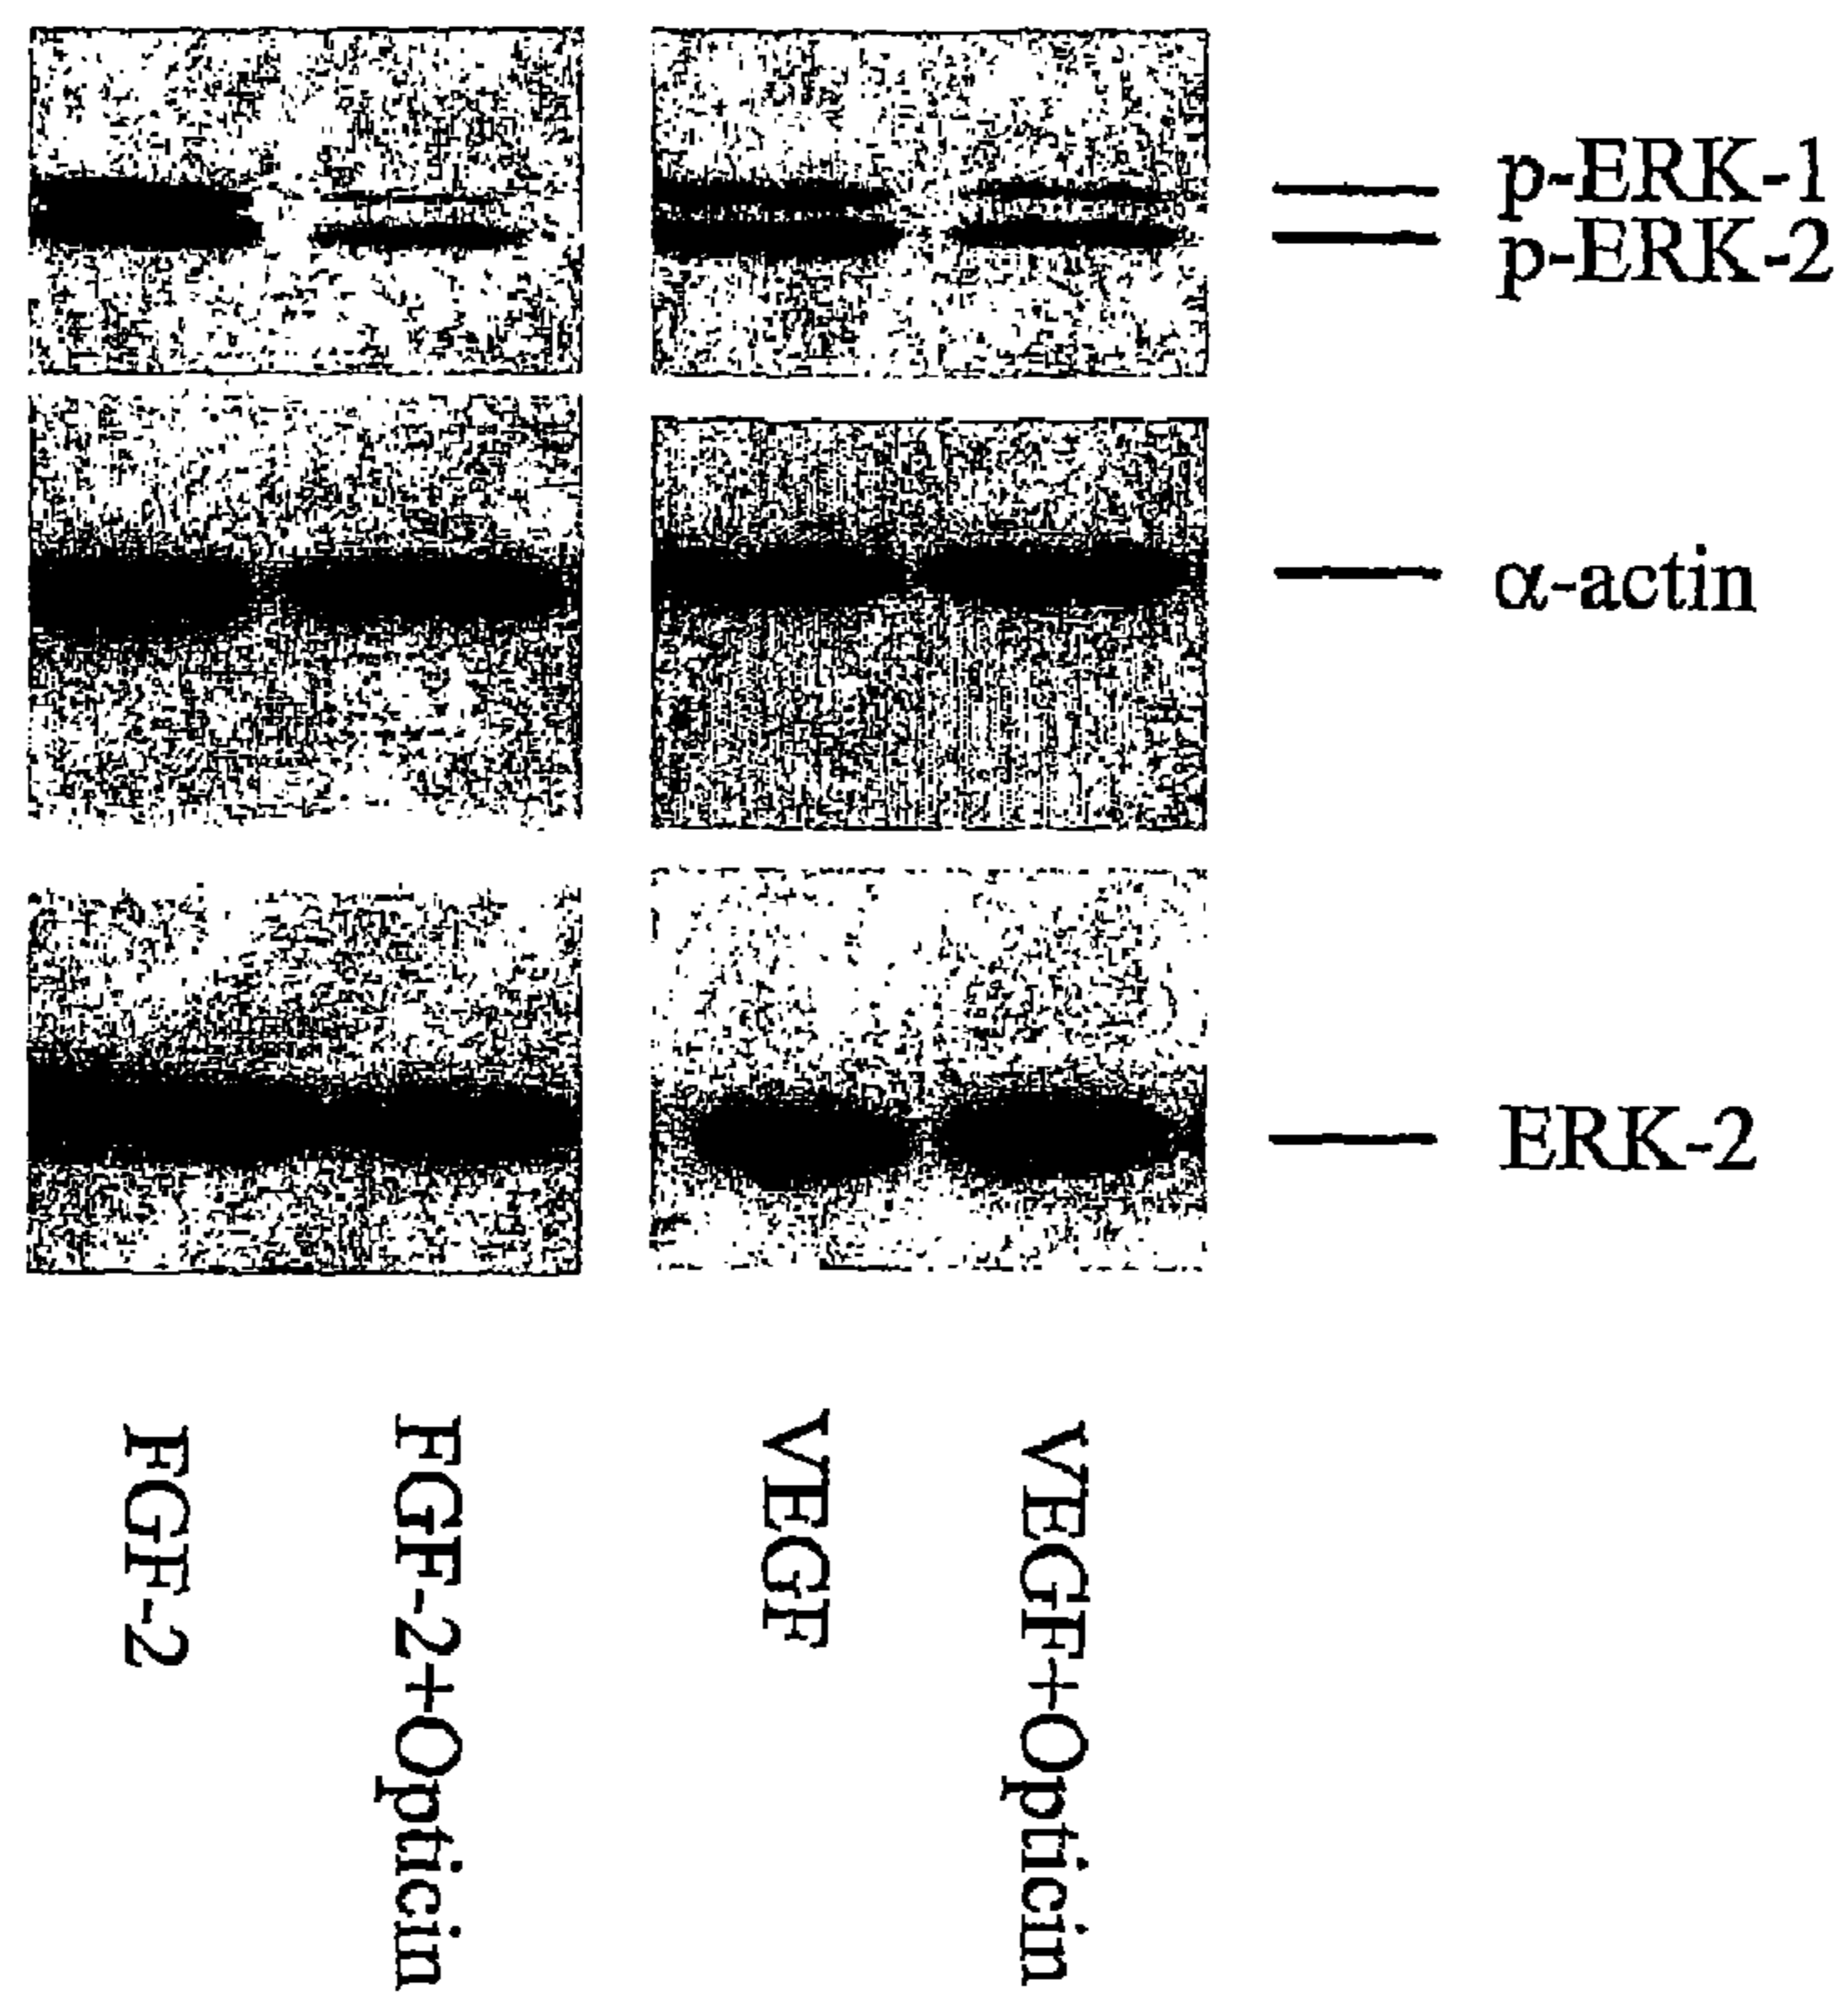 p-ERK-1
p-ERK-2
α-actin
ERK-2
FGF-2
FGF-2+Opticin
VEGF
VEGF+Opticin